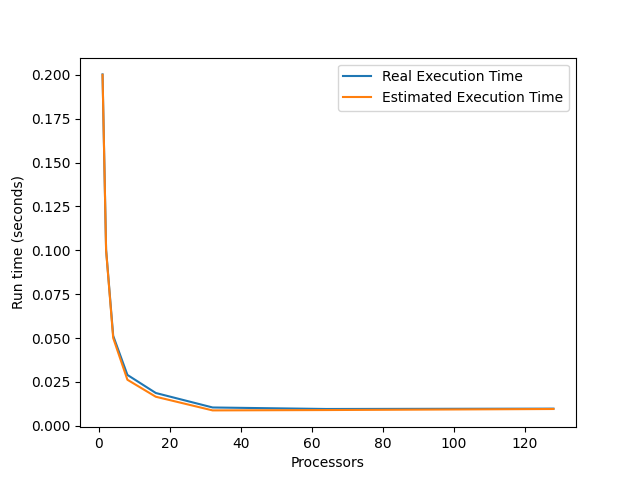 Real Execution Time
Estimated Execution Time
Run time (seconds)
0.200
0.175
0.150
0.125
0.100
0.075
0.050
0.025
0.000
0 20 40 60 80 100 120
Processors